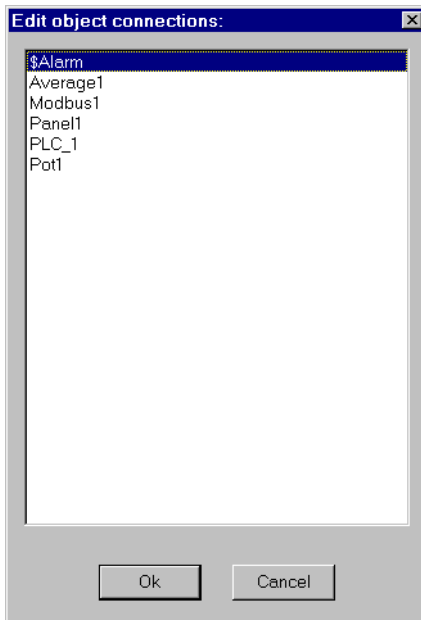 Edit object connections:
$Alarm
Average1
Modbus1
Panel1
PLC_1
Pot1
Ok
Cancel